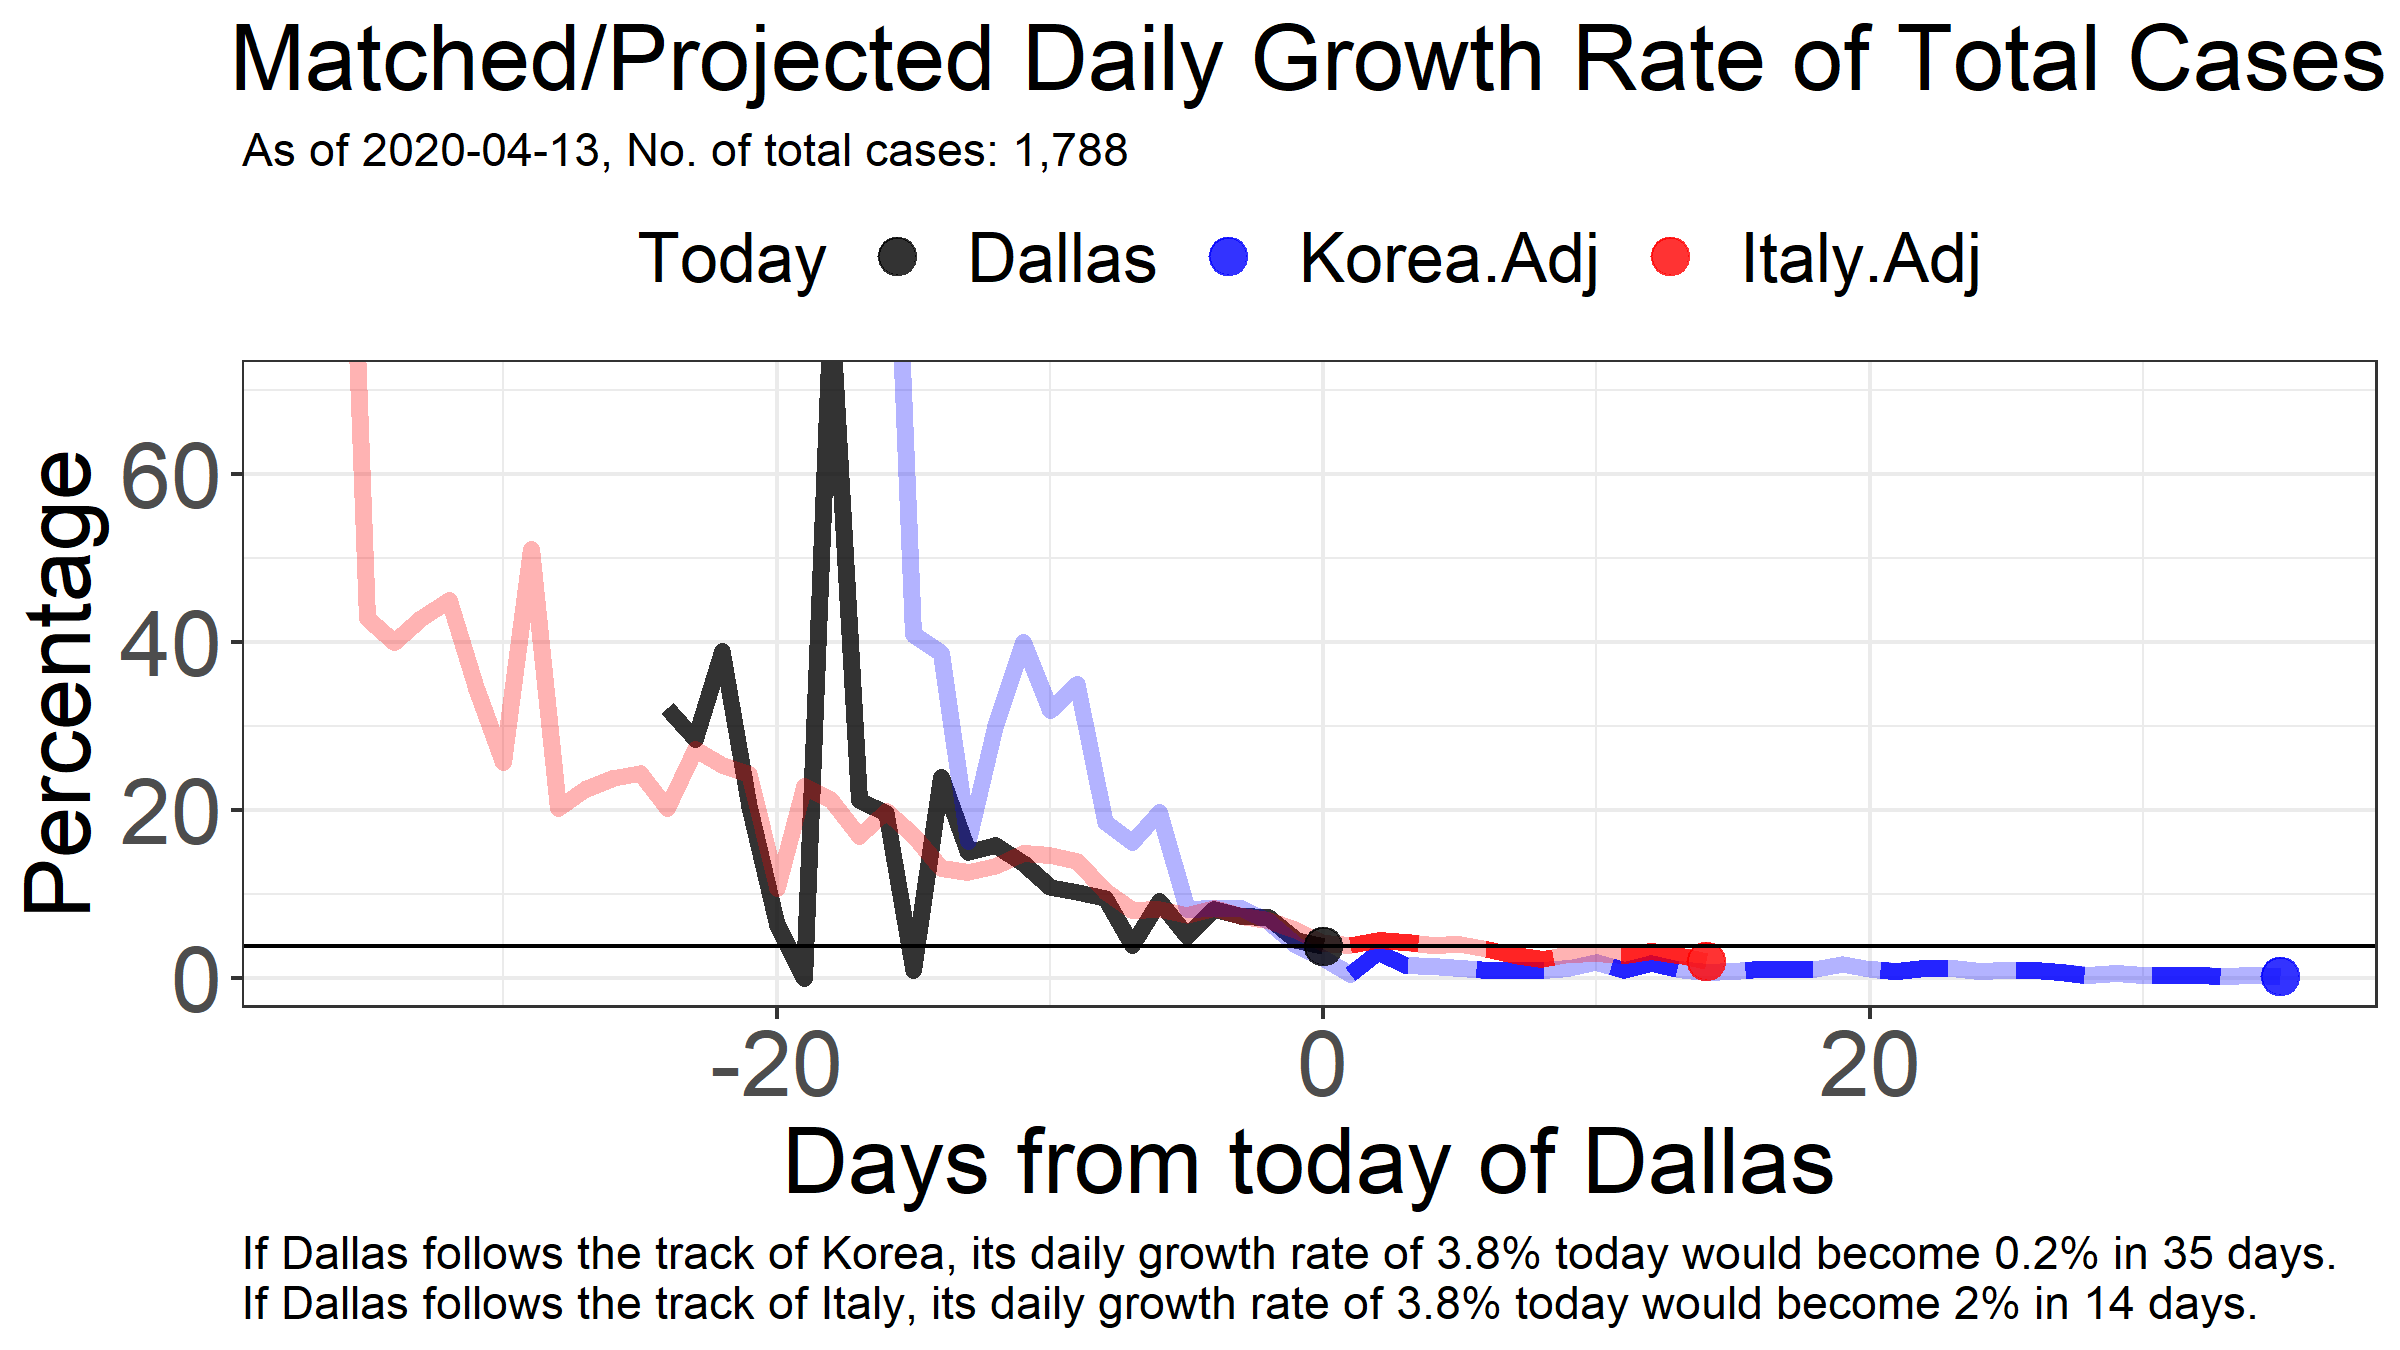 Matched/Projected Daily Growth Rate of Total Cases
As of 2020-04-13, No. of total cases: 1,788
Today Dallas Korea.Adj Italy.Adj
Percentage
60
40
20
0
-20 0 20
Days from today of Dallas
If Dallas follows the track of Korea, its daily growth rate of 3.8% today would become 0.2% in 35 days.
If Dallas follows the track of Italy, its daily growth rate of 3.8% today would become 2% in 14 days.